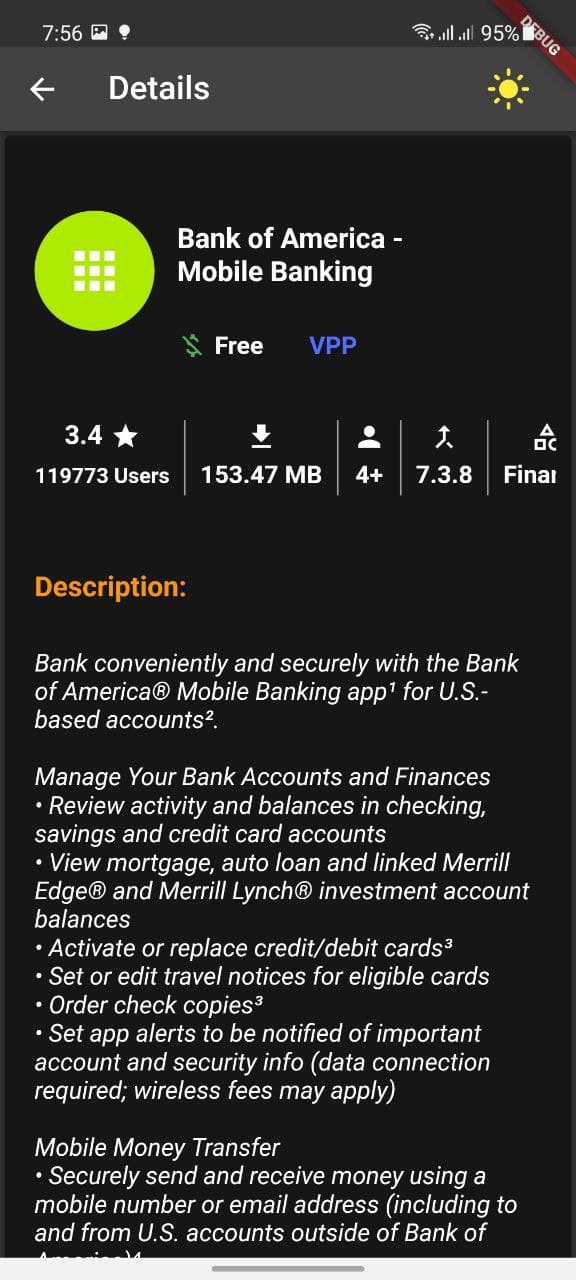 7:56
95%
DEBUG
Details
Bank of America -
Mobile Banking
Free VPP
3.4
119773 Users 153.47 MB 4+ 7.3.8 Finan
Description:
Bank conveniently and securely with the Bank
of America® Mobile Banking app¹ for U.S.-
based accounts².
Manage Your Bank Accounts and Finances
• Review activity and balances in checking,
savings and credit card accounts
• View mortgage, auto loan and linked Merrill
Edge® and Merrill Lynch® investment account
balances
• Activate or replace credit/debit cards³
• Set or edit travel notices for eligible cards
• Order check copies³
• Set app alerts to be notified of important
account and security info (data connection
required; wireless fees may apply)
Mobile Money Transfer
• Securely send and receive money using a
mobile number or email address (including to
and from U.S. accounts outside of Bank of